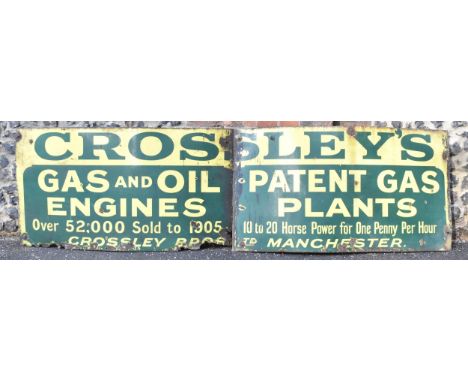 CROSSLEY'S
GAS AND OIL PATENT GAS
ENGINES PLANTS
Over 52,000 Sold to 1905 10 to 20 Horse Power for One Penny Per Hour
CROSSLEY BROS LTD MANCHESTER.